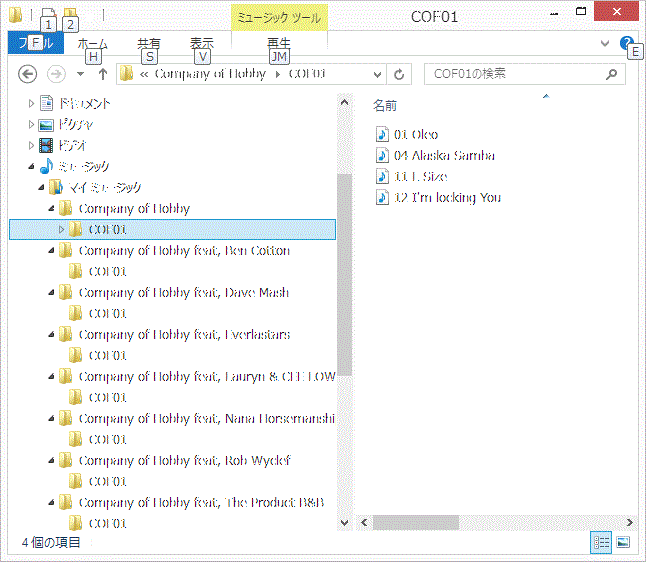 ミュージック ツール
COF01
1
2
ファイル
ホーム
共有
表示
再生
F
H
S
V
JM
E
« Company of Hobby › COF01
COF01の検索
ドキュメント
ピクチャ
ビデオ
ミュージック
マイ ミュージック
Company of Hobby
COF01
Company of Hobby feat, Ben Cotton
COF01
Company of Hobby feat, Dave Mash
COF01
Company of Hobby feat, Everlastars
COF01
Company of Hobby feat, Lauryn & CEE LOW
COF01
Company of Hobby feat, Nana Horsemanshi
COF01
Company of Hobby feat, Rob Wyclef
COF01
Company of Hobby feat, The Product B&B
COF01
名前
01 Oleo
04 Alaska Samba
11 L Size
12 I'm locking You
4 個の項目